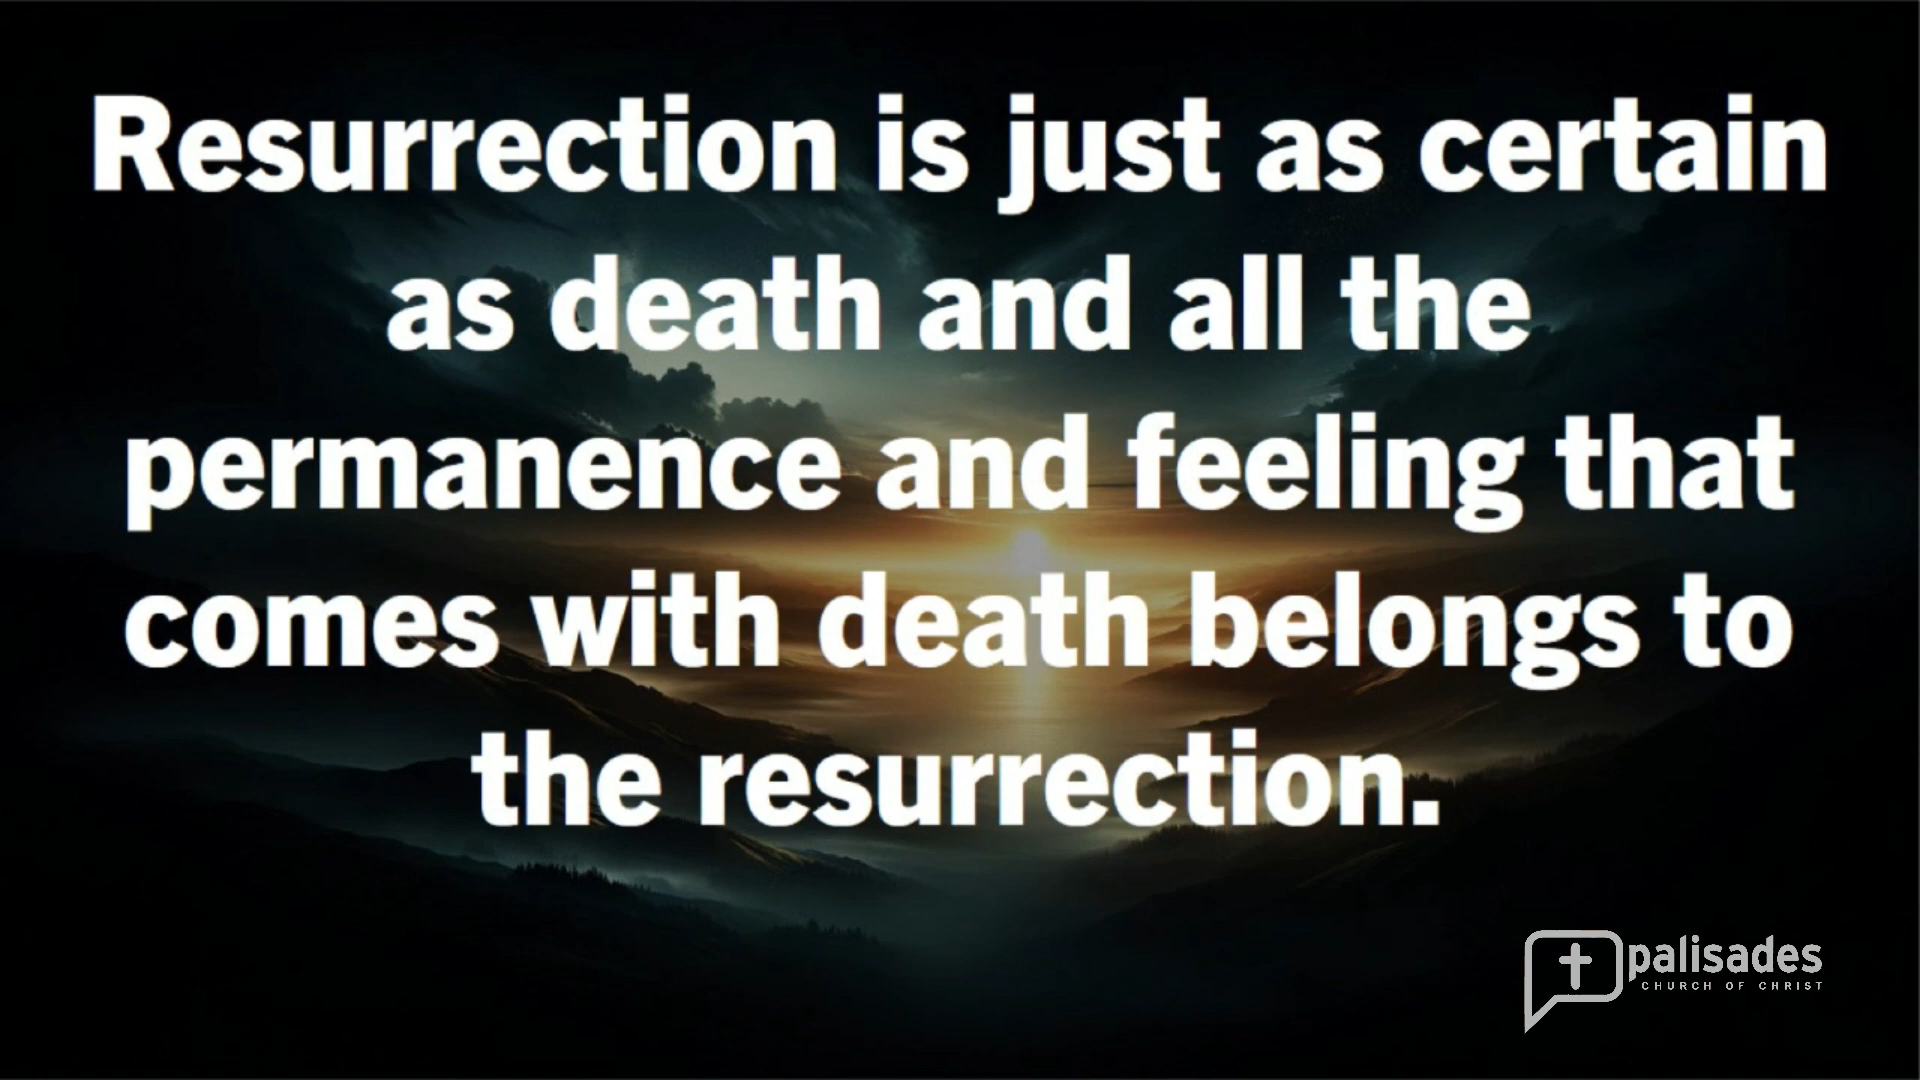 Resurrection is just as certain
as death and all the
permanence and feeling that
comes with death belongs to
the resurrection.
palisades
CHURCH OF CHRIST